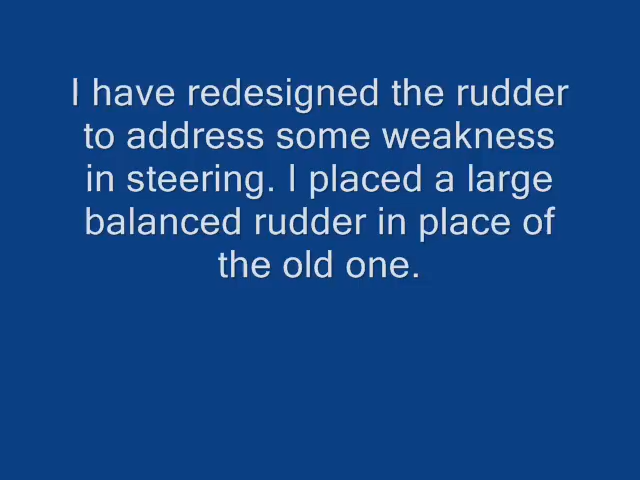 I have redesigned the rudder
to address some weakness
in steering. I placed a large
balanced rudder in place of
the old one.